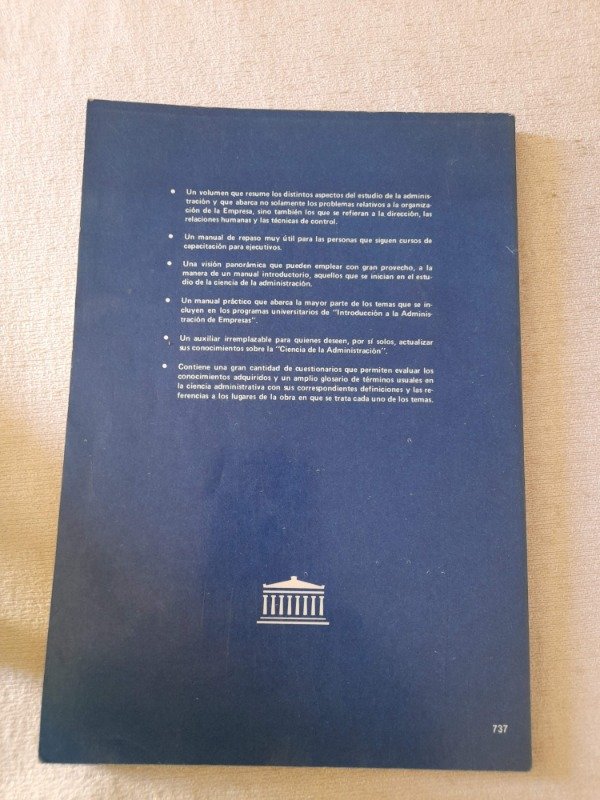 • Un volumen que resume los distintos aspectos del estudio de la adminis-
tración y que abarca no solamente los problemas relativos a la organiza-
ción de la Empresa, sino también los que se refieran a la dirección, las
relaciones humanas y las técnicas de control.
• Un manual de repaso muy útil para las personas que siguen cursos de
capacitación para ejecutivos.
• Una visión panorámica que pueden emplear con gran provecho, a la
manera de un manual introductorio, aquellos que se inician en el estu-
dio de la ciencia de la administración.
• Un manual práctico que abarca la mayor parte de los temas que se in-
cluyen en los programas universitarios de "Introducción a la Adminis-
tración de Empresas".
• Un auxiliar irremplazable para quienes deseen, por sí solos, actualizar
sus conocimientos sobre la "Ciencia de la Administración".
• Contiene una gran cantidad de cuestionarios que permiten evaluar los
conocimientos adquiridos y un amplio glosario de términos usuales en
la ciencia administrativa con sus correspondientes definiciones y las re-
ferencias a los lugares de la obra en que se trata cada uno de los temas.
737